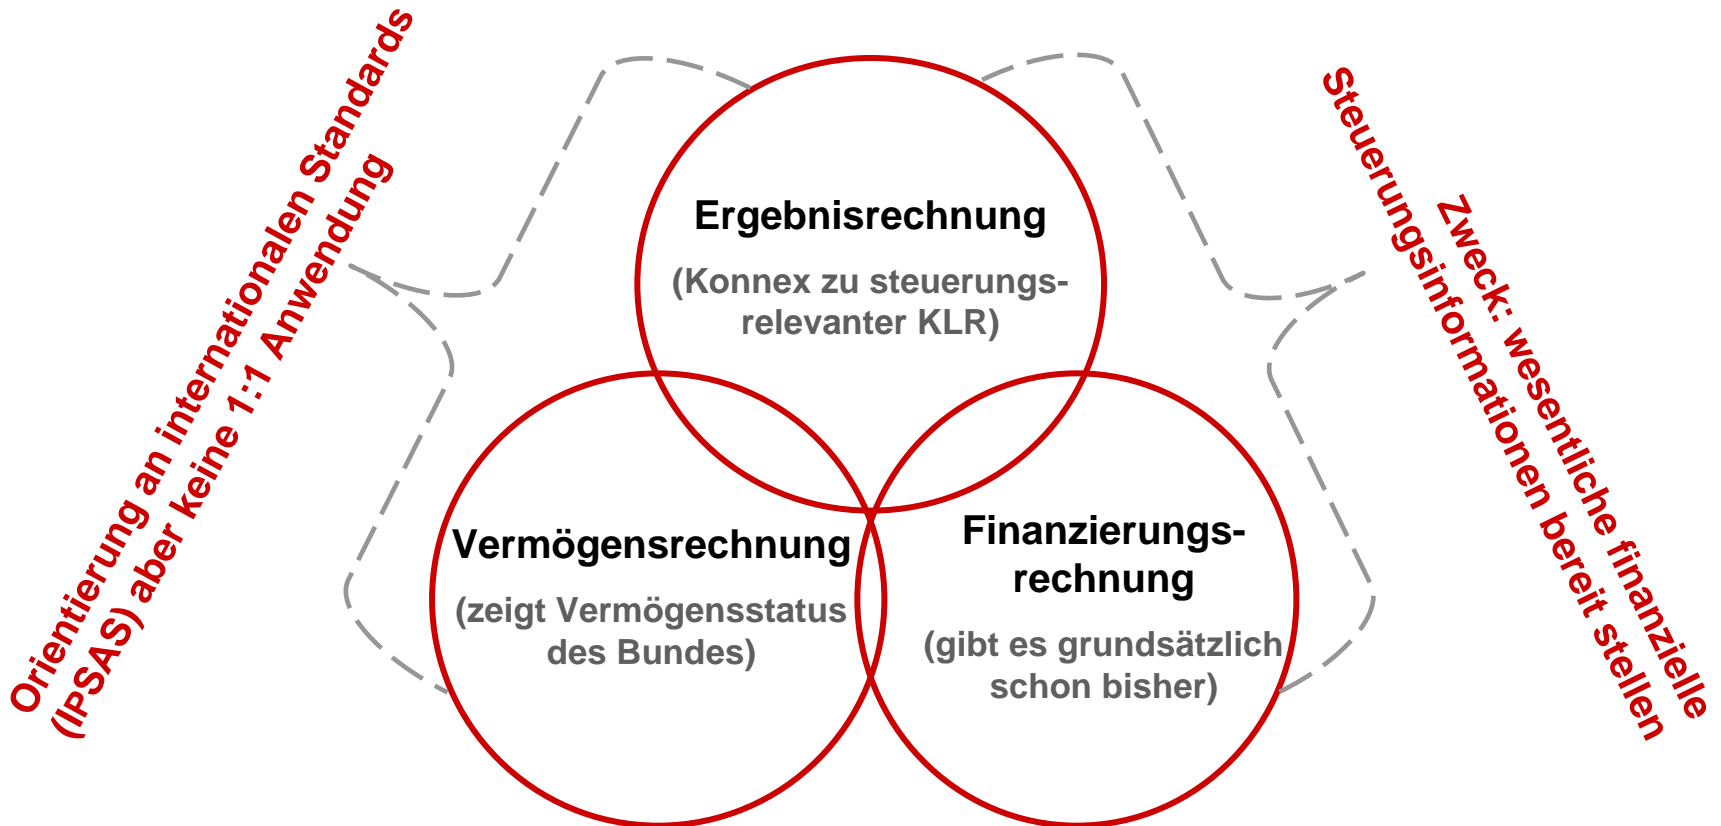 Orientierung an internationalen Standards
(IPSAS) aber keine 1:1 Anwendung
Ergebnisrechnung
(Konnex zu steuerungs-
relevanter KLR)
Vermögensrechnung
(zeigt Vermögensstatus
des Bundes)
Finanzierungs-
rechnung
(gibt es grundsätzlich
schon bisher)
Zweck: wesentliche finanzielle
Steuerungsinformationen bereit stellen